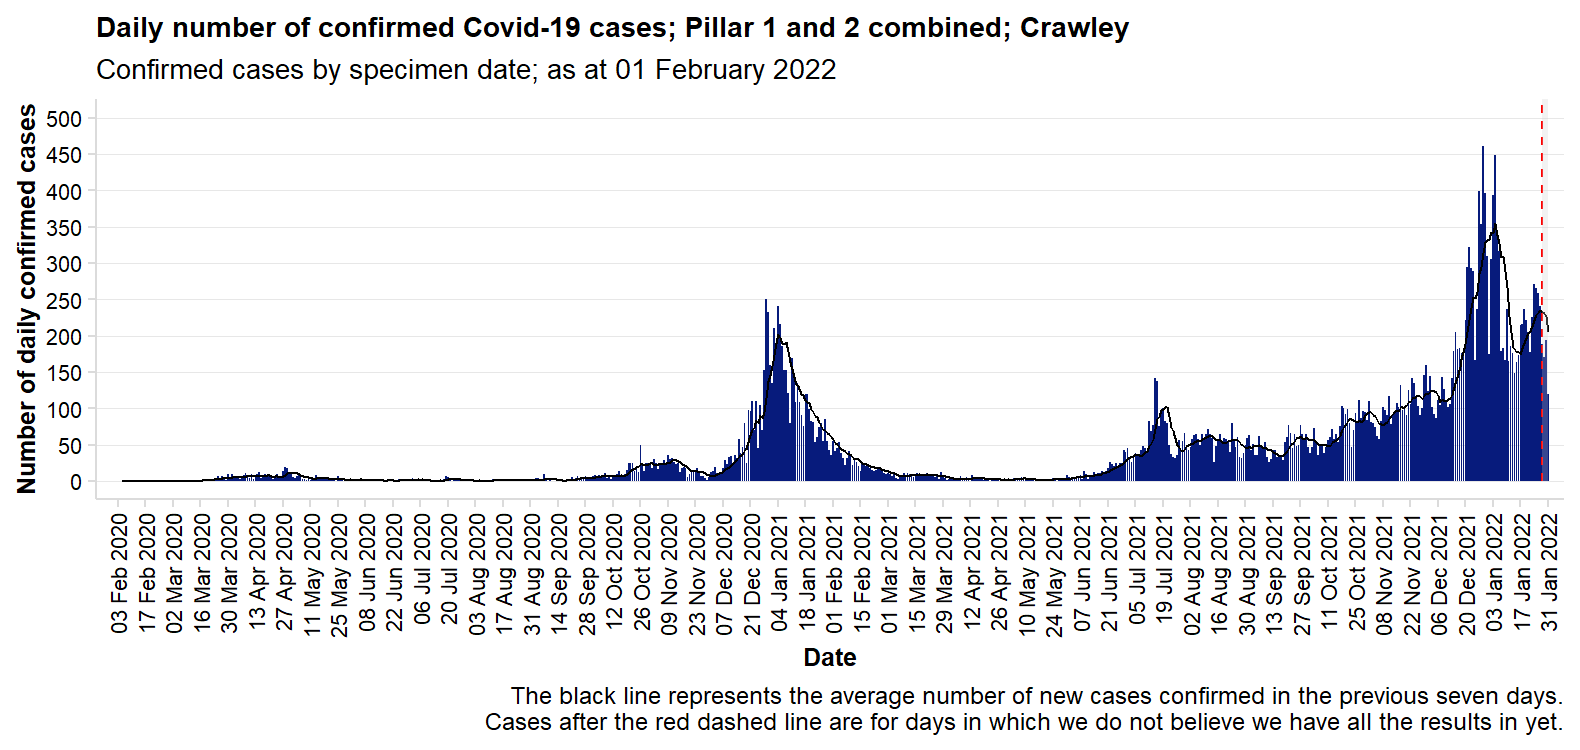 Daily number of confirmed Covid-19 cases; Pillar 1 and 2 combined; Crawley
Confirmed cases by specimen date; as at 01 February 2022
Number of daily confirmed cases
500
450
400
350
300
250
200
150
100
50
0
03 Feb 2020
17 Feb 2020
02 Mar 2020
16 Mar 2020
30 Mar 2020
13 Apr 2020
27 Apr 2020
11 May 2020
25 May 2020
08 Jun 2020
22 Jun 2020
06 Jul 2020
20 Jul 2020
03 Aug 2020
17 Aug 2020
31 Aug 2020
14 Sep 2020
28 Sep 2020
12 Oct 2020
26 Oct 2020
09 Nov 2020
23 Nov 2020
07 Dec 2020
21 Dec 2020
04 Jan 2021
18 Jan 2021
01 Feb 2021
15 Feb 2021
01 Mar 2021
15 Mar 2021
29 Mar 2021
12 Apr 2021
26 Apr 2021
10 May 2021
24 May 2021
07 Jun 2021
21 Jun 2021
05 Jul 2021
19 Jul 2021
02 Aug 2021
16 Aug 2021
30 Aug 2021
13 Sep 2021
27 Sep 2021
11 Oct 2021
25 Oct 2021
08 Nov 2021
22 Nov 2021
06 Dec 2021
20 Dec 2021
03 Jan 2022
17 Jan 2022
31 Jan 2022
Date
The black line represents the average number of new cases confirmed in the previous seven days.
Cases after the red dashed line are for days in which we do not believe we have all the results in yet.